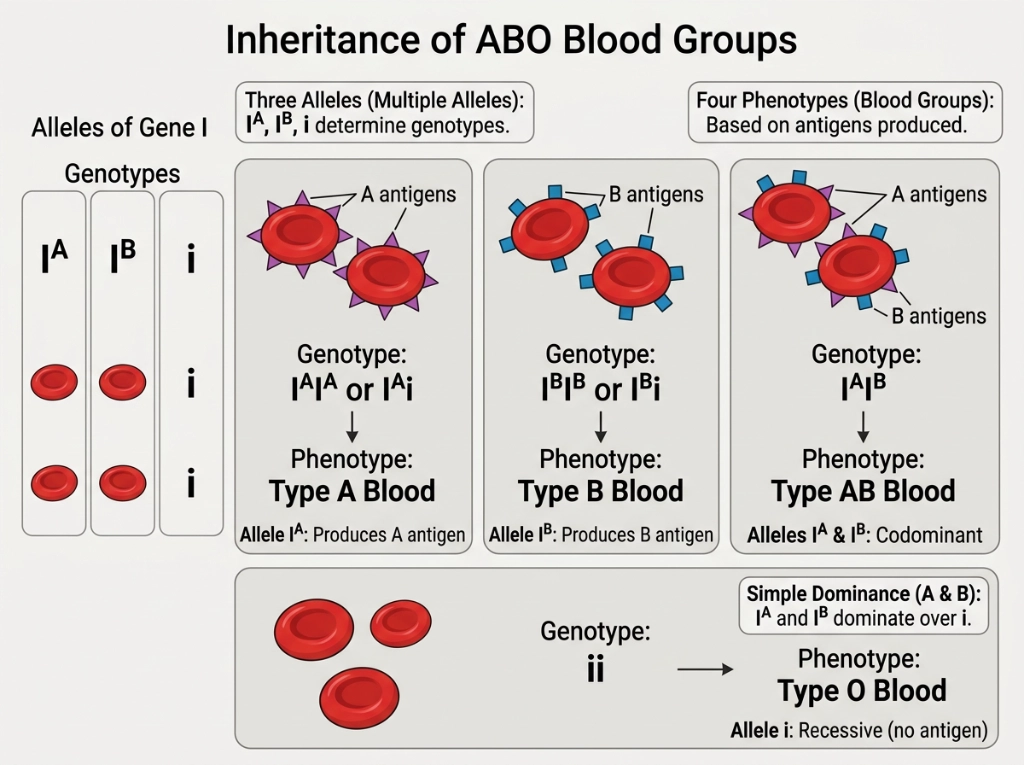 Inheritance of ABO Blood Groups
Alleles of Gene I
Genotypes
Iᴬ Iᴮ i
i
i
Three Alleles (Multiple Alleles):
Iᴬ, Iᴮ, i determine genotypes.
Four Phenotypes (Blood Groups):
Based on antigens produced.
A antigens
Genotype:
IᴬIᴬ or Iᴬi
Phenotype:
Type A Blood
Allele Iᴬ: Produces A antigen
B antigens
Genotype:
IᴮIᴮ or Iᴮi
Phenotype:
Type B Blood
Allele Iᴮ: Produces B antigen
A antigens
B antigens
Genotype:
IᴬIᴮ
Phenotype:
Type AB Blood
Alleles Iᴬ & Iᴮ: Codominant
Genotype:
ii
Simple Dominance (A & B):
Iᴬ and Iᴮ dominate over i.
Phenotype:
Type O Blood
Allele i: Recessive (no antigen)